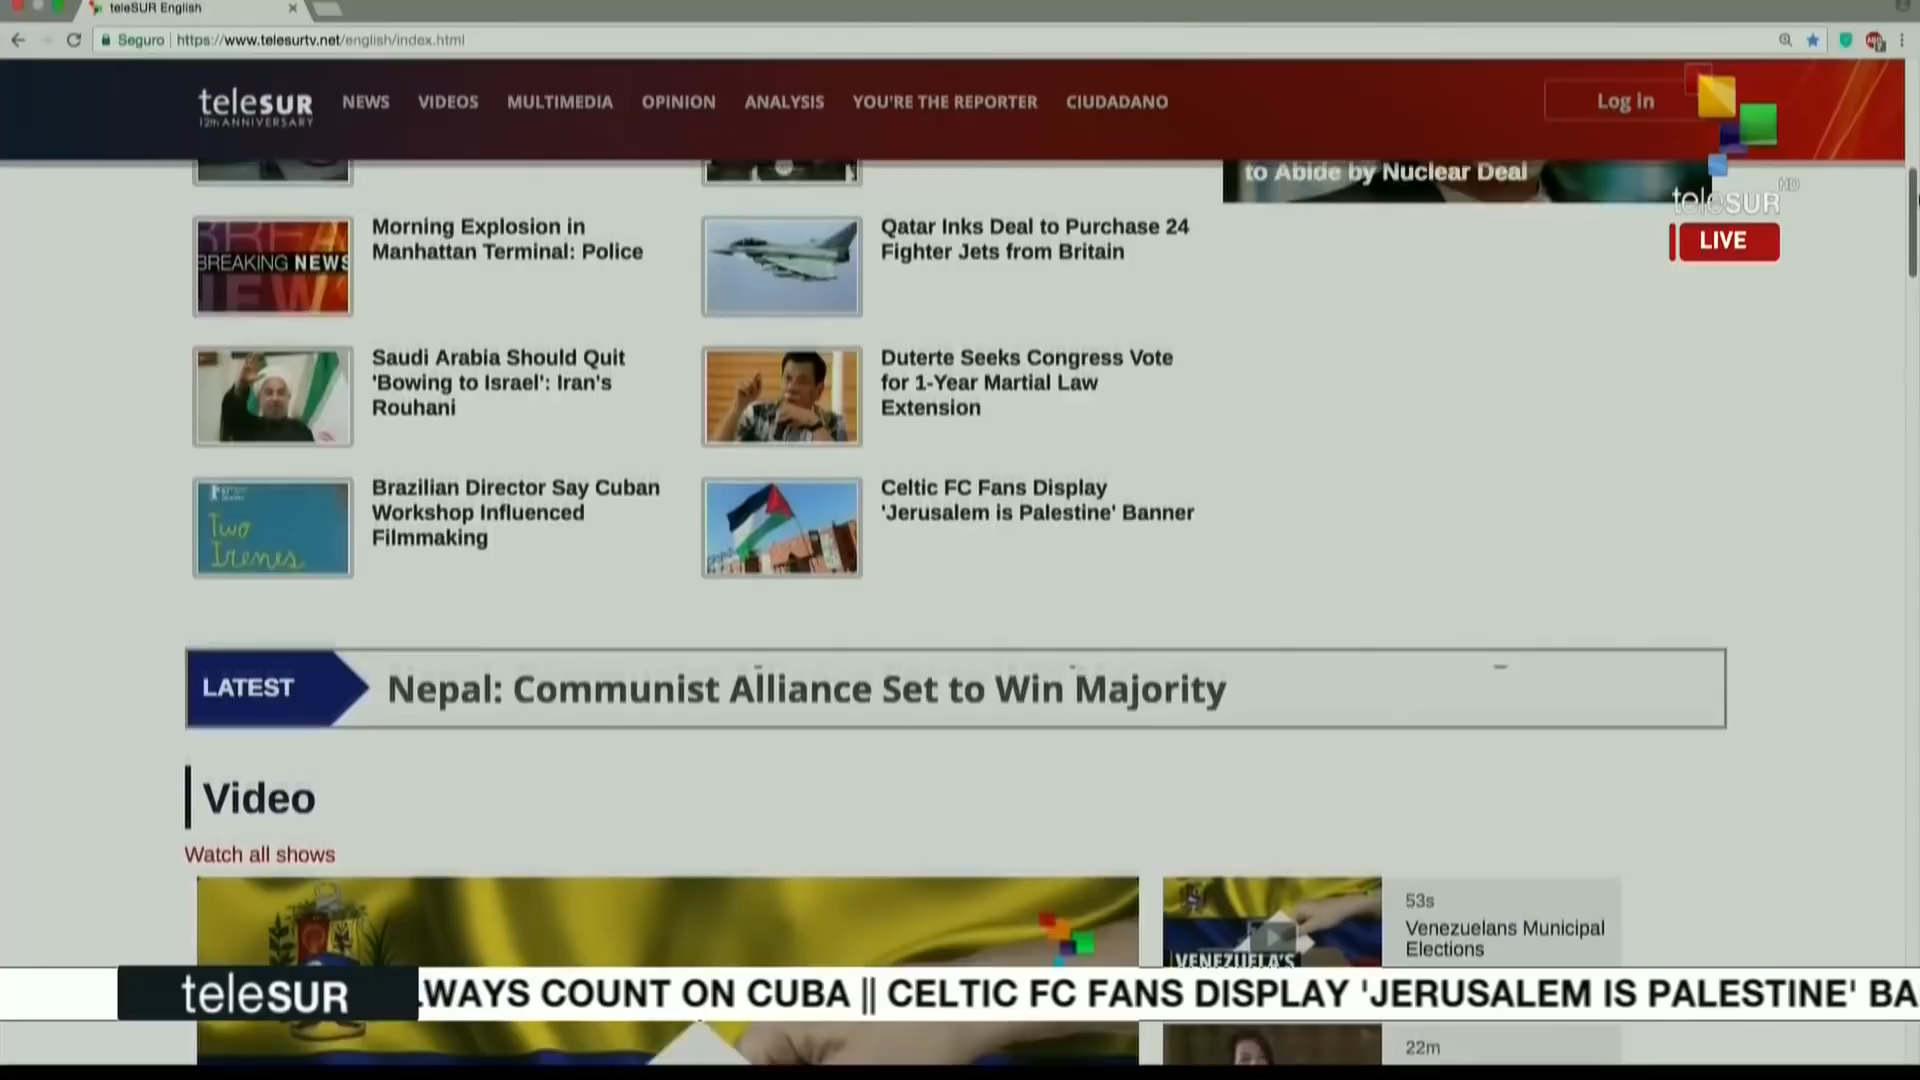 teleSUR English
Seguro https://www.telesurtv.net/english/index.html
teleSUR
12th ANNIVERSARY
NEWS VIDEOS MULTIMEDIA OPINION ANALYSIS YOU'RE THE REPORTER CIUDADANO
Log In
to Abide by Nuclear Deal
teleSUR HD
LIVE
BREAKING NEWS
Morning Explosion in
Manhattan Terminal: Police
Qatar Inks Deal to Purchase 24
Fighter Jets from Britain
Saudi Arabia Should Quit
'Bowing to Israel': Iran's
Rouhani
Duterte Seeks Congress Vote
for 1-Year Martial Law
Extension
Two
Irenes
Brazilian Director Say Cuban
Workshop Influenced
Filmmaking
Celtic FC Fans Display
'Jerusalem is Palestine' Banner
LATEST
Nepal: Communist Alliance Set to Win Majority
Video
Watch all shows
VENEZUELA'S
53s
Venezuelans Municipal
Elections
teleSUR
WAYS COUNT ON CUBA || CELTIC FC FANS DISPLAY 'JERUSALEM IS PALESTINE' BA
22m